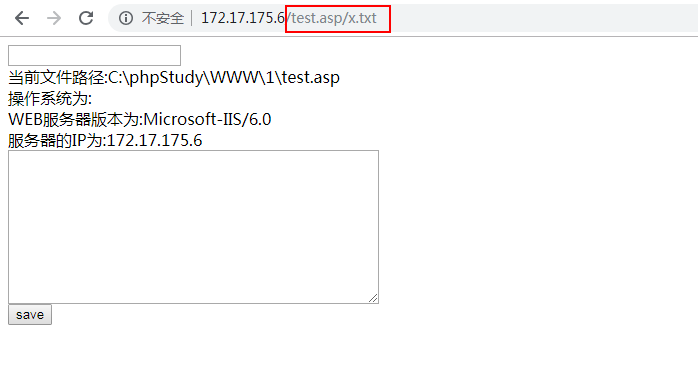 不安全 172.17.175.6/test.asp/x.txt
当前文件路径:C:\phpStudy\WWW\1\test.asp
操作系统为:
WEB服务器版本为:Microsoft-IIS/6.0
服务器的IP为:172.17.175.6
save